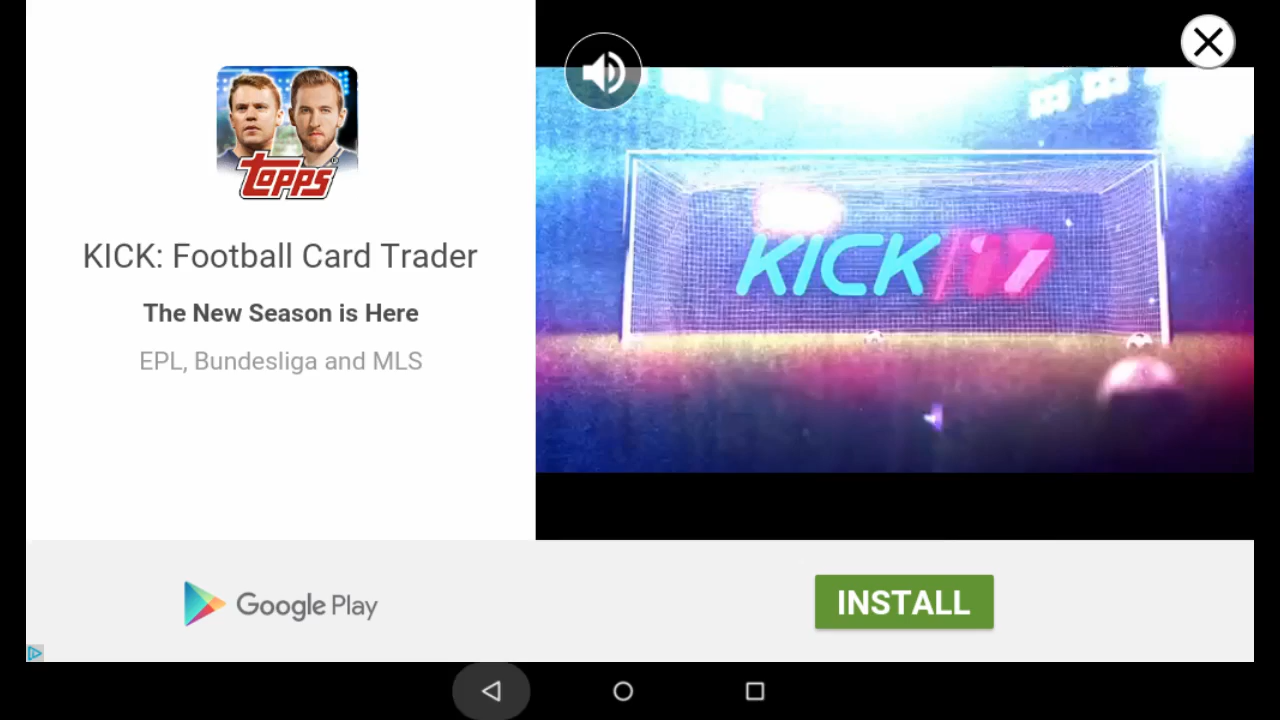 TOPPS
KICK: Football Card Trader
The New Season is Here
EPL, Bundesliga and MLS
KICK/17
Google Play
INSTALL